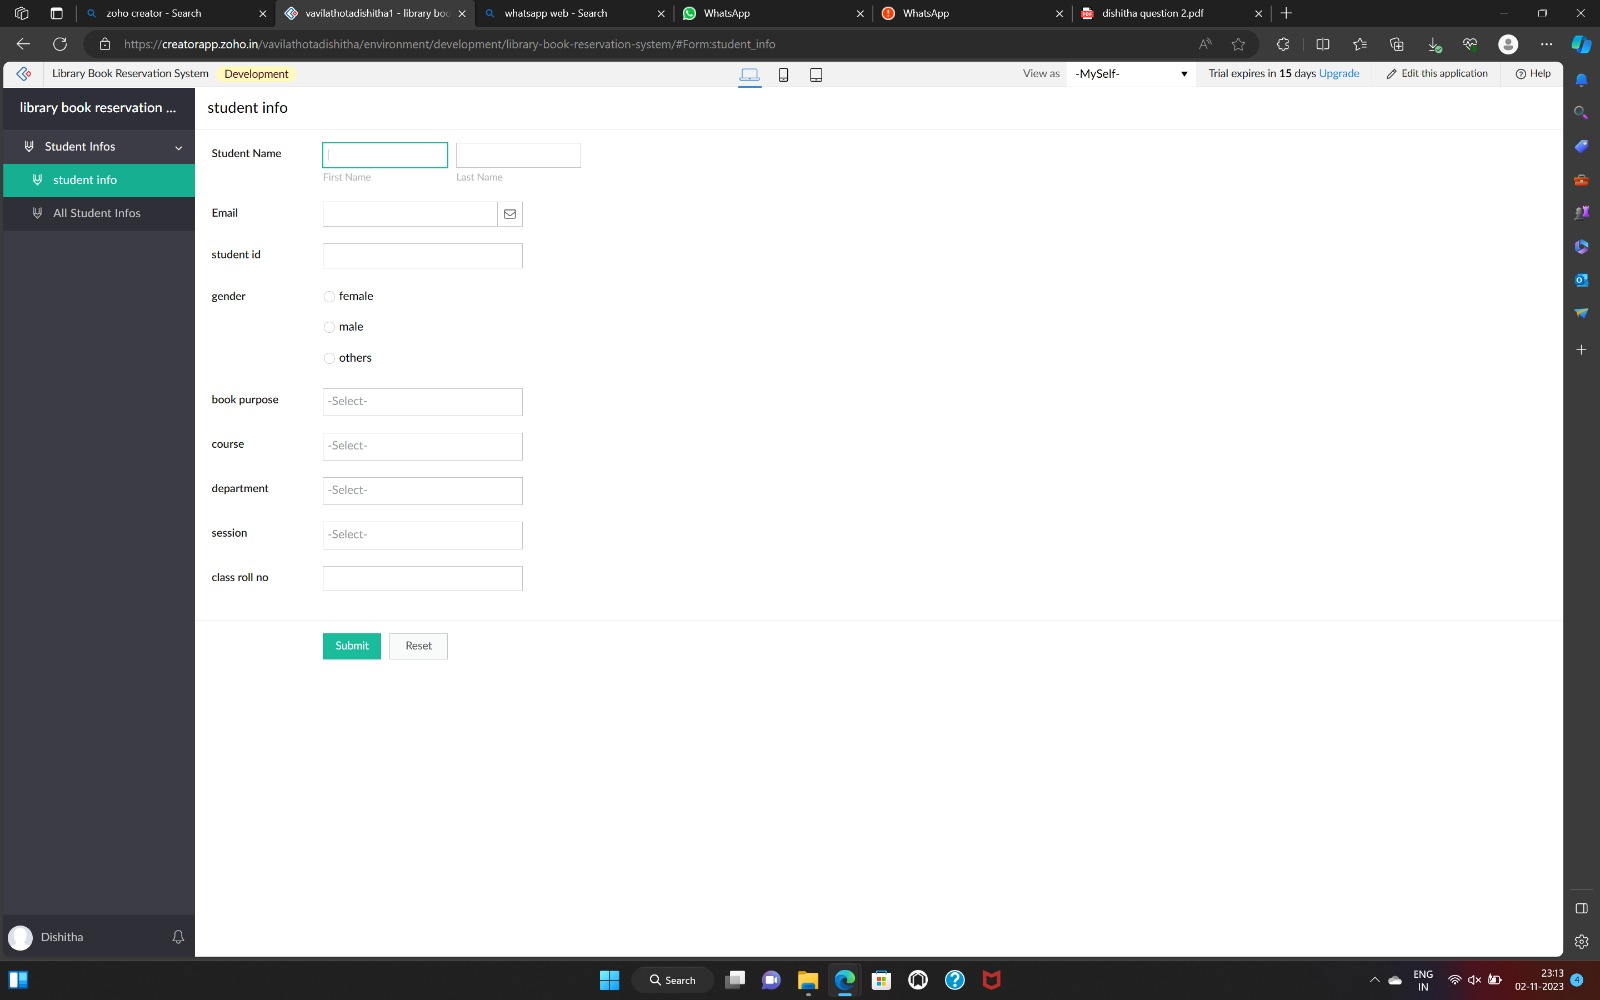 zoho creator - Search
vavilathotadishitha1 - library boo
whatsapp web - Search
WhatsApp
WhatsApp
dishitha question 2.pdf
https://creatorapp.zoho.in/vavilathotadishitha/environment/development/library-book-reservation-system/#Form:student_info
Library Book Reservation System
Development
View as
-MySelf-
Trial expires in 15 days Upgrade
Edit this application
Help
library book reservation ...
student info
Student Infos
student info
All Student Infos
Student Name
First Name
Last Name
Email
student id
gender
female
male
others
book purpose
-Select-
course
-Select-
department
-Select-
session
-Select-
class roll no
Submit
Reset
Dishitha
Search
ENG
IN
23:13
02-11-2023
4